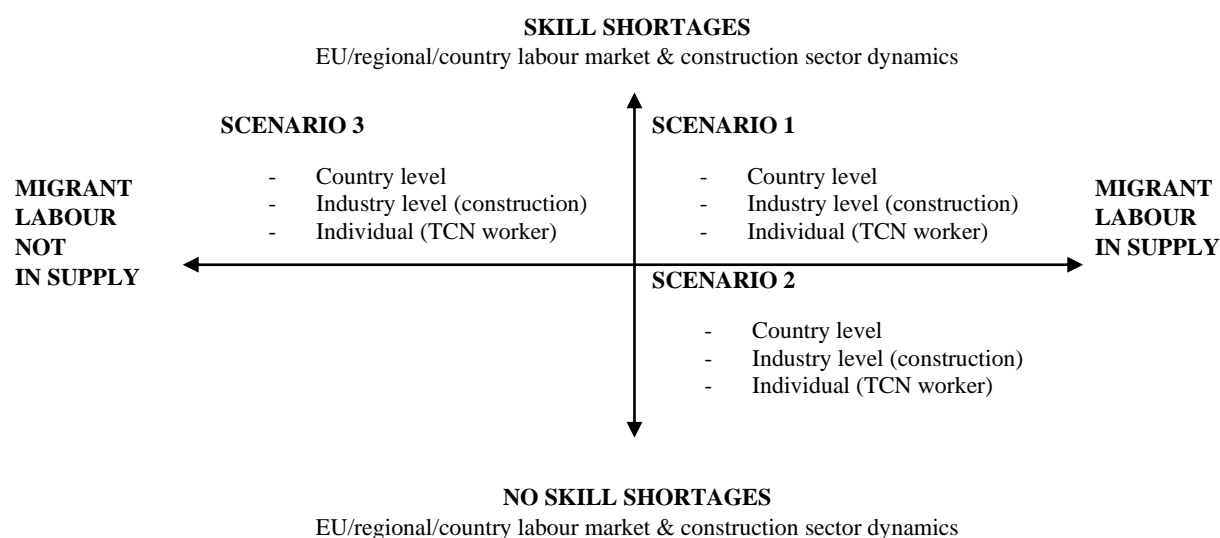 SKILL SHORTAGES
EU/regional/country labour market & construction sector dynamics
SCENARIO 3
- Country level
- Industry level (construction)
- Individual (TCN worker)
SCENARIO 1
- Country level
- Industry level (construction)
- Individual (TCN worker)
MIGRANT
LABOUR
NOT
IN SUPPLY
MIGRANT
LABOUR
IN SUPPLY
SCENARIO 2
- Country level
- Industry level (construction)
- Individual (TCN worker)
NO SKILL SHORTAGES
EU/regional/country labour market & construction sector dynamics